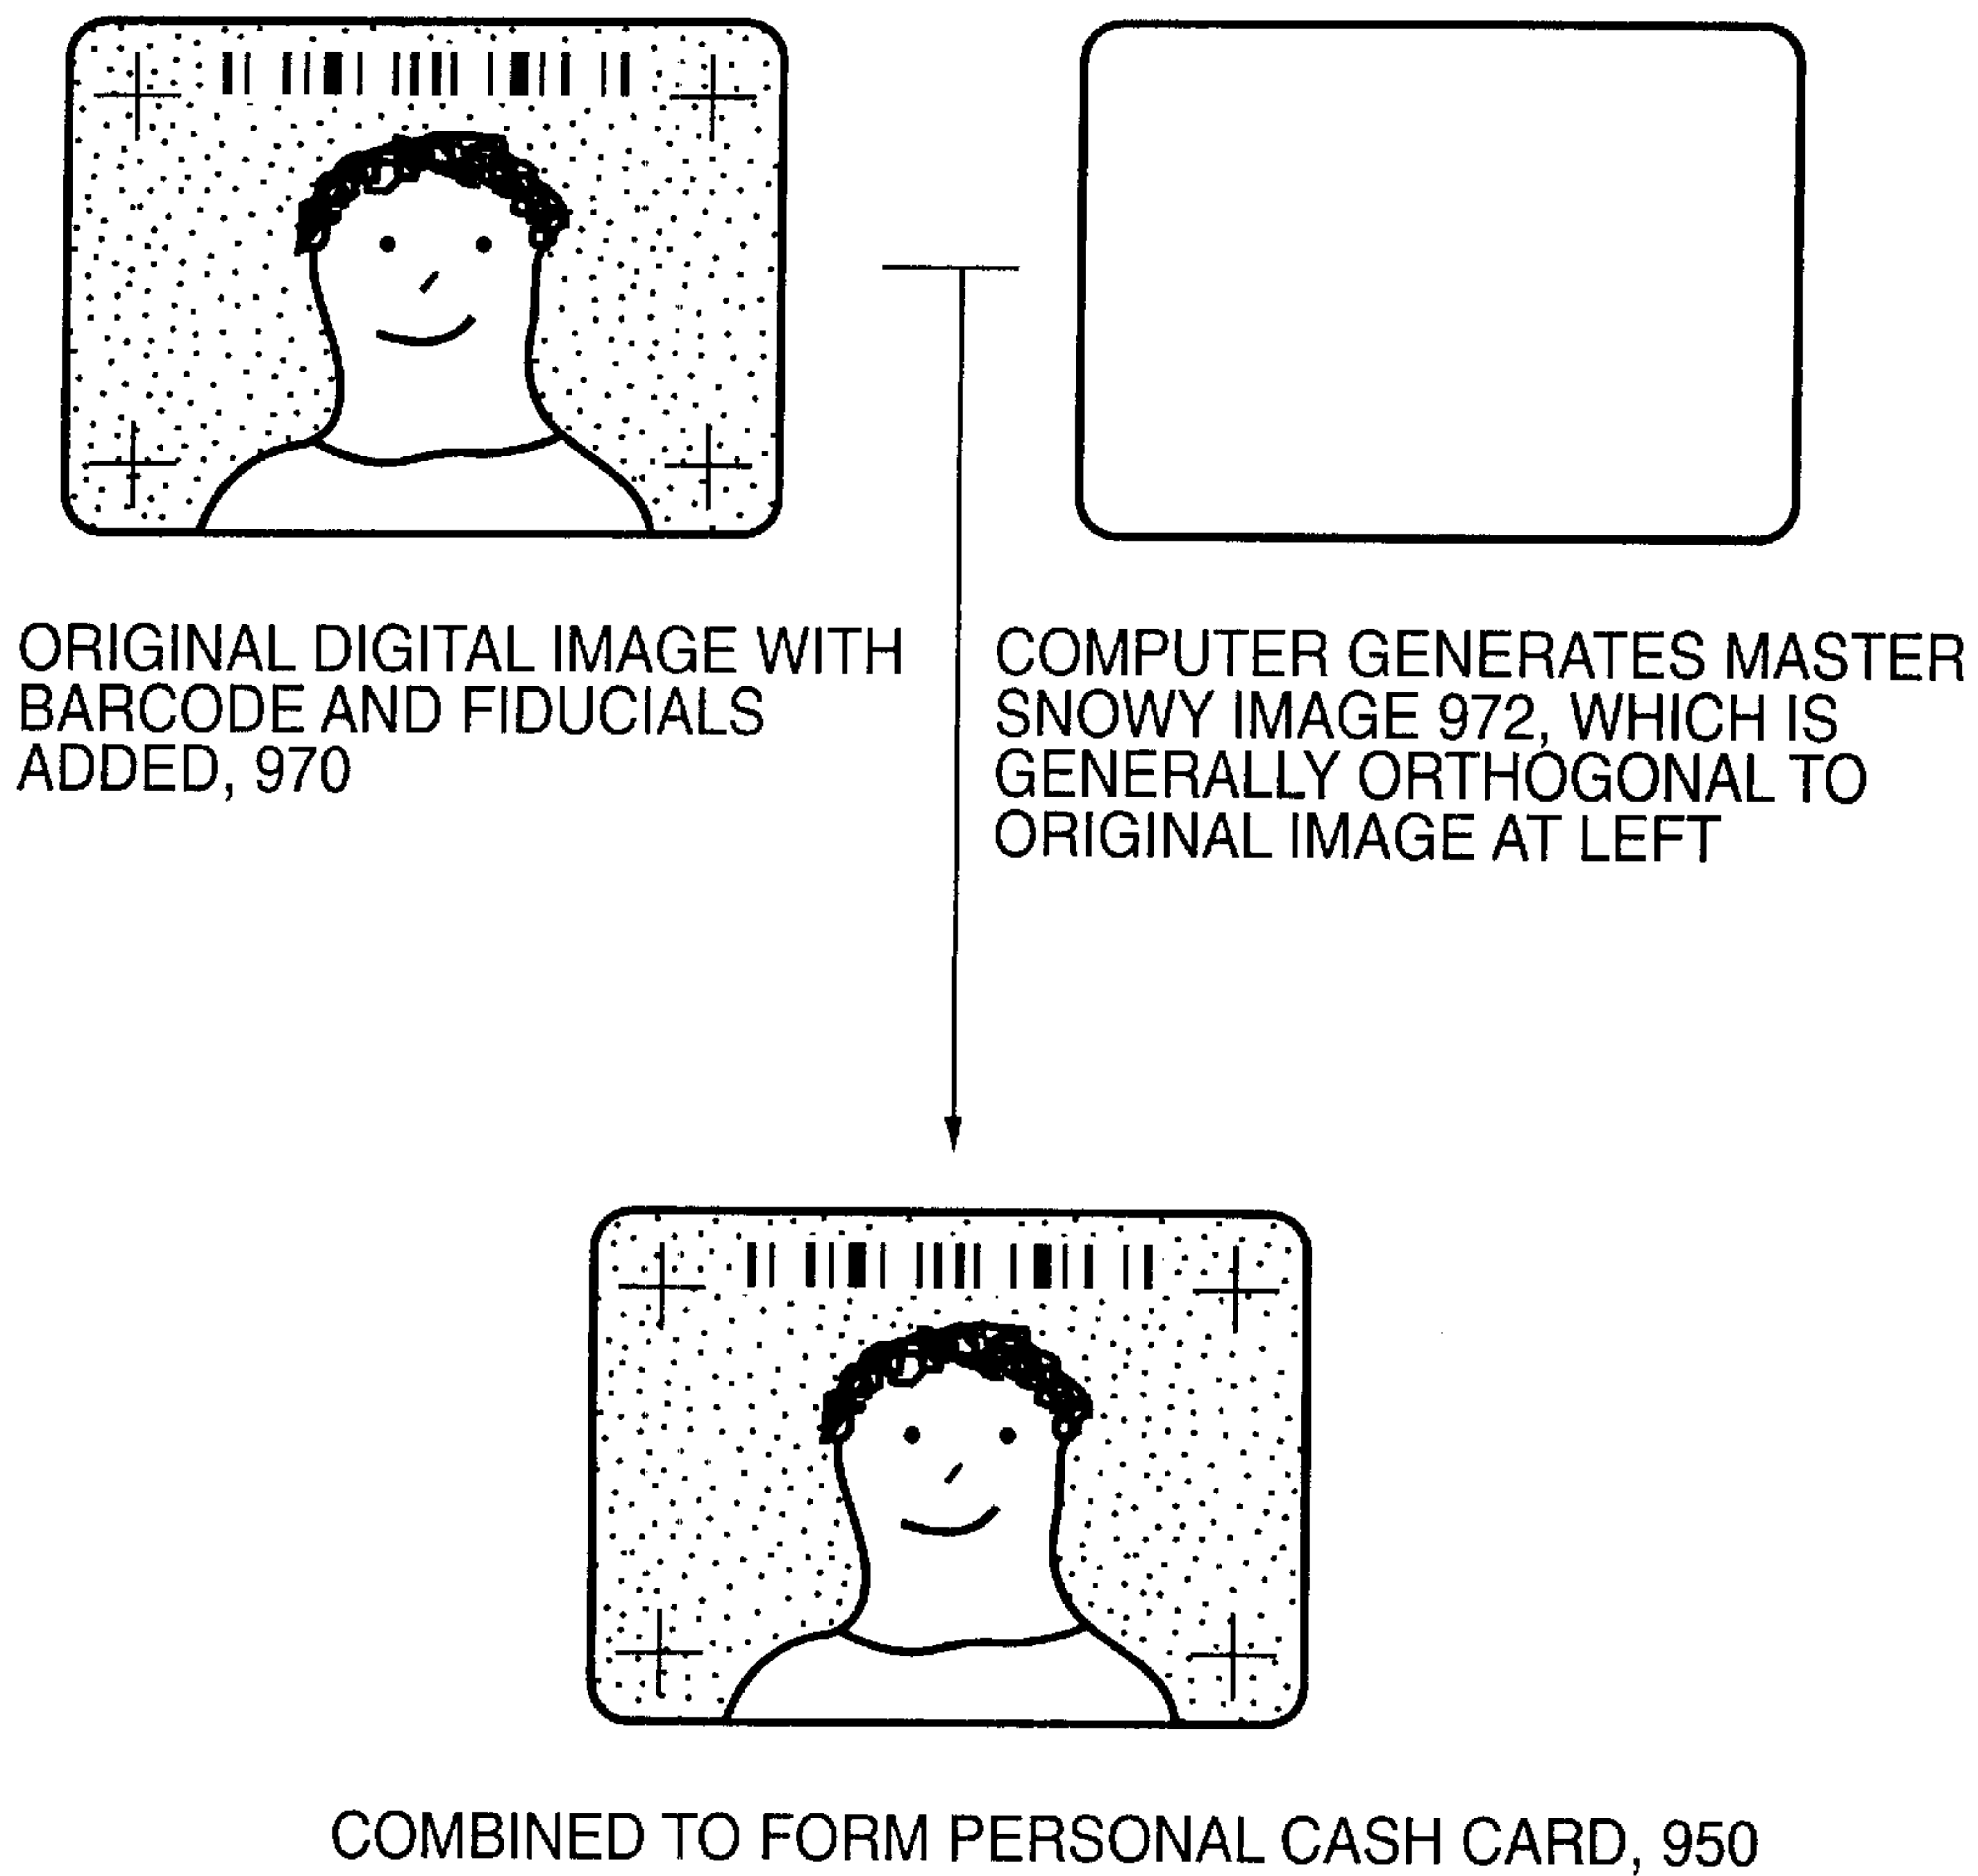 ORIGINAL DIGITAL IMAGE WITH
BARCODE AND FIDUCIALS
ADDED, 970
COMPUTER GENERATES MASTER
SNOWY IMAGE 972, WHICH IS
GENERALLY ORTHOGONAL TO
ORIGINAL IMAGE AT LEFT
COMBINED TO FORM PERSONAL CASH CARD, 950